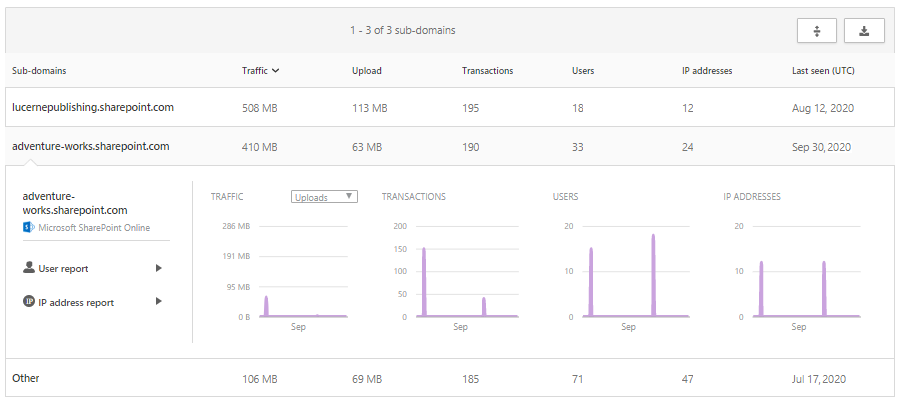 1 - 3 of 3 sub-domains
Sub-domains Traffic Upload Transactions Users IP addresses Last seen (UTC)
lucernepublishing.sharepoint.com 508 MB 113 MB 195 18 12 Aug 12, 2020
adventure-works.sharepoint.com 410 MB 63 MB 190 33 24 Sep 30, 2020
adventure-
works.sharepoint.com
Microsoft SharePoint Online
User report
IP address report
TRAFFIC Uploads
286 MB
191 MB
95 MB
0 B
Sep
TRANSACTIONS
200
150
100
50
0
Sep
USERS
20
10
0
Sep
IP ADDRESSES
20
10
0
Sep
Other 106 MB 69 MB 185 71 47 Jul 17, 2020